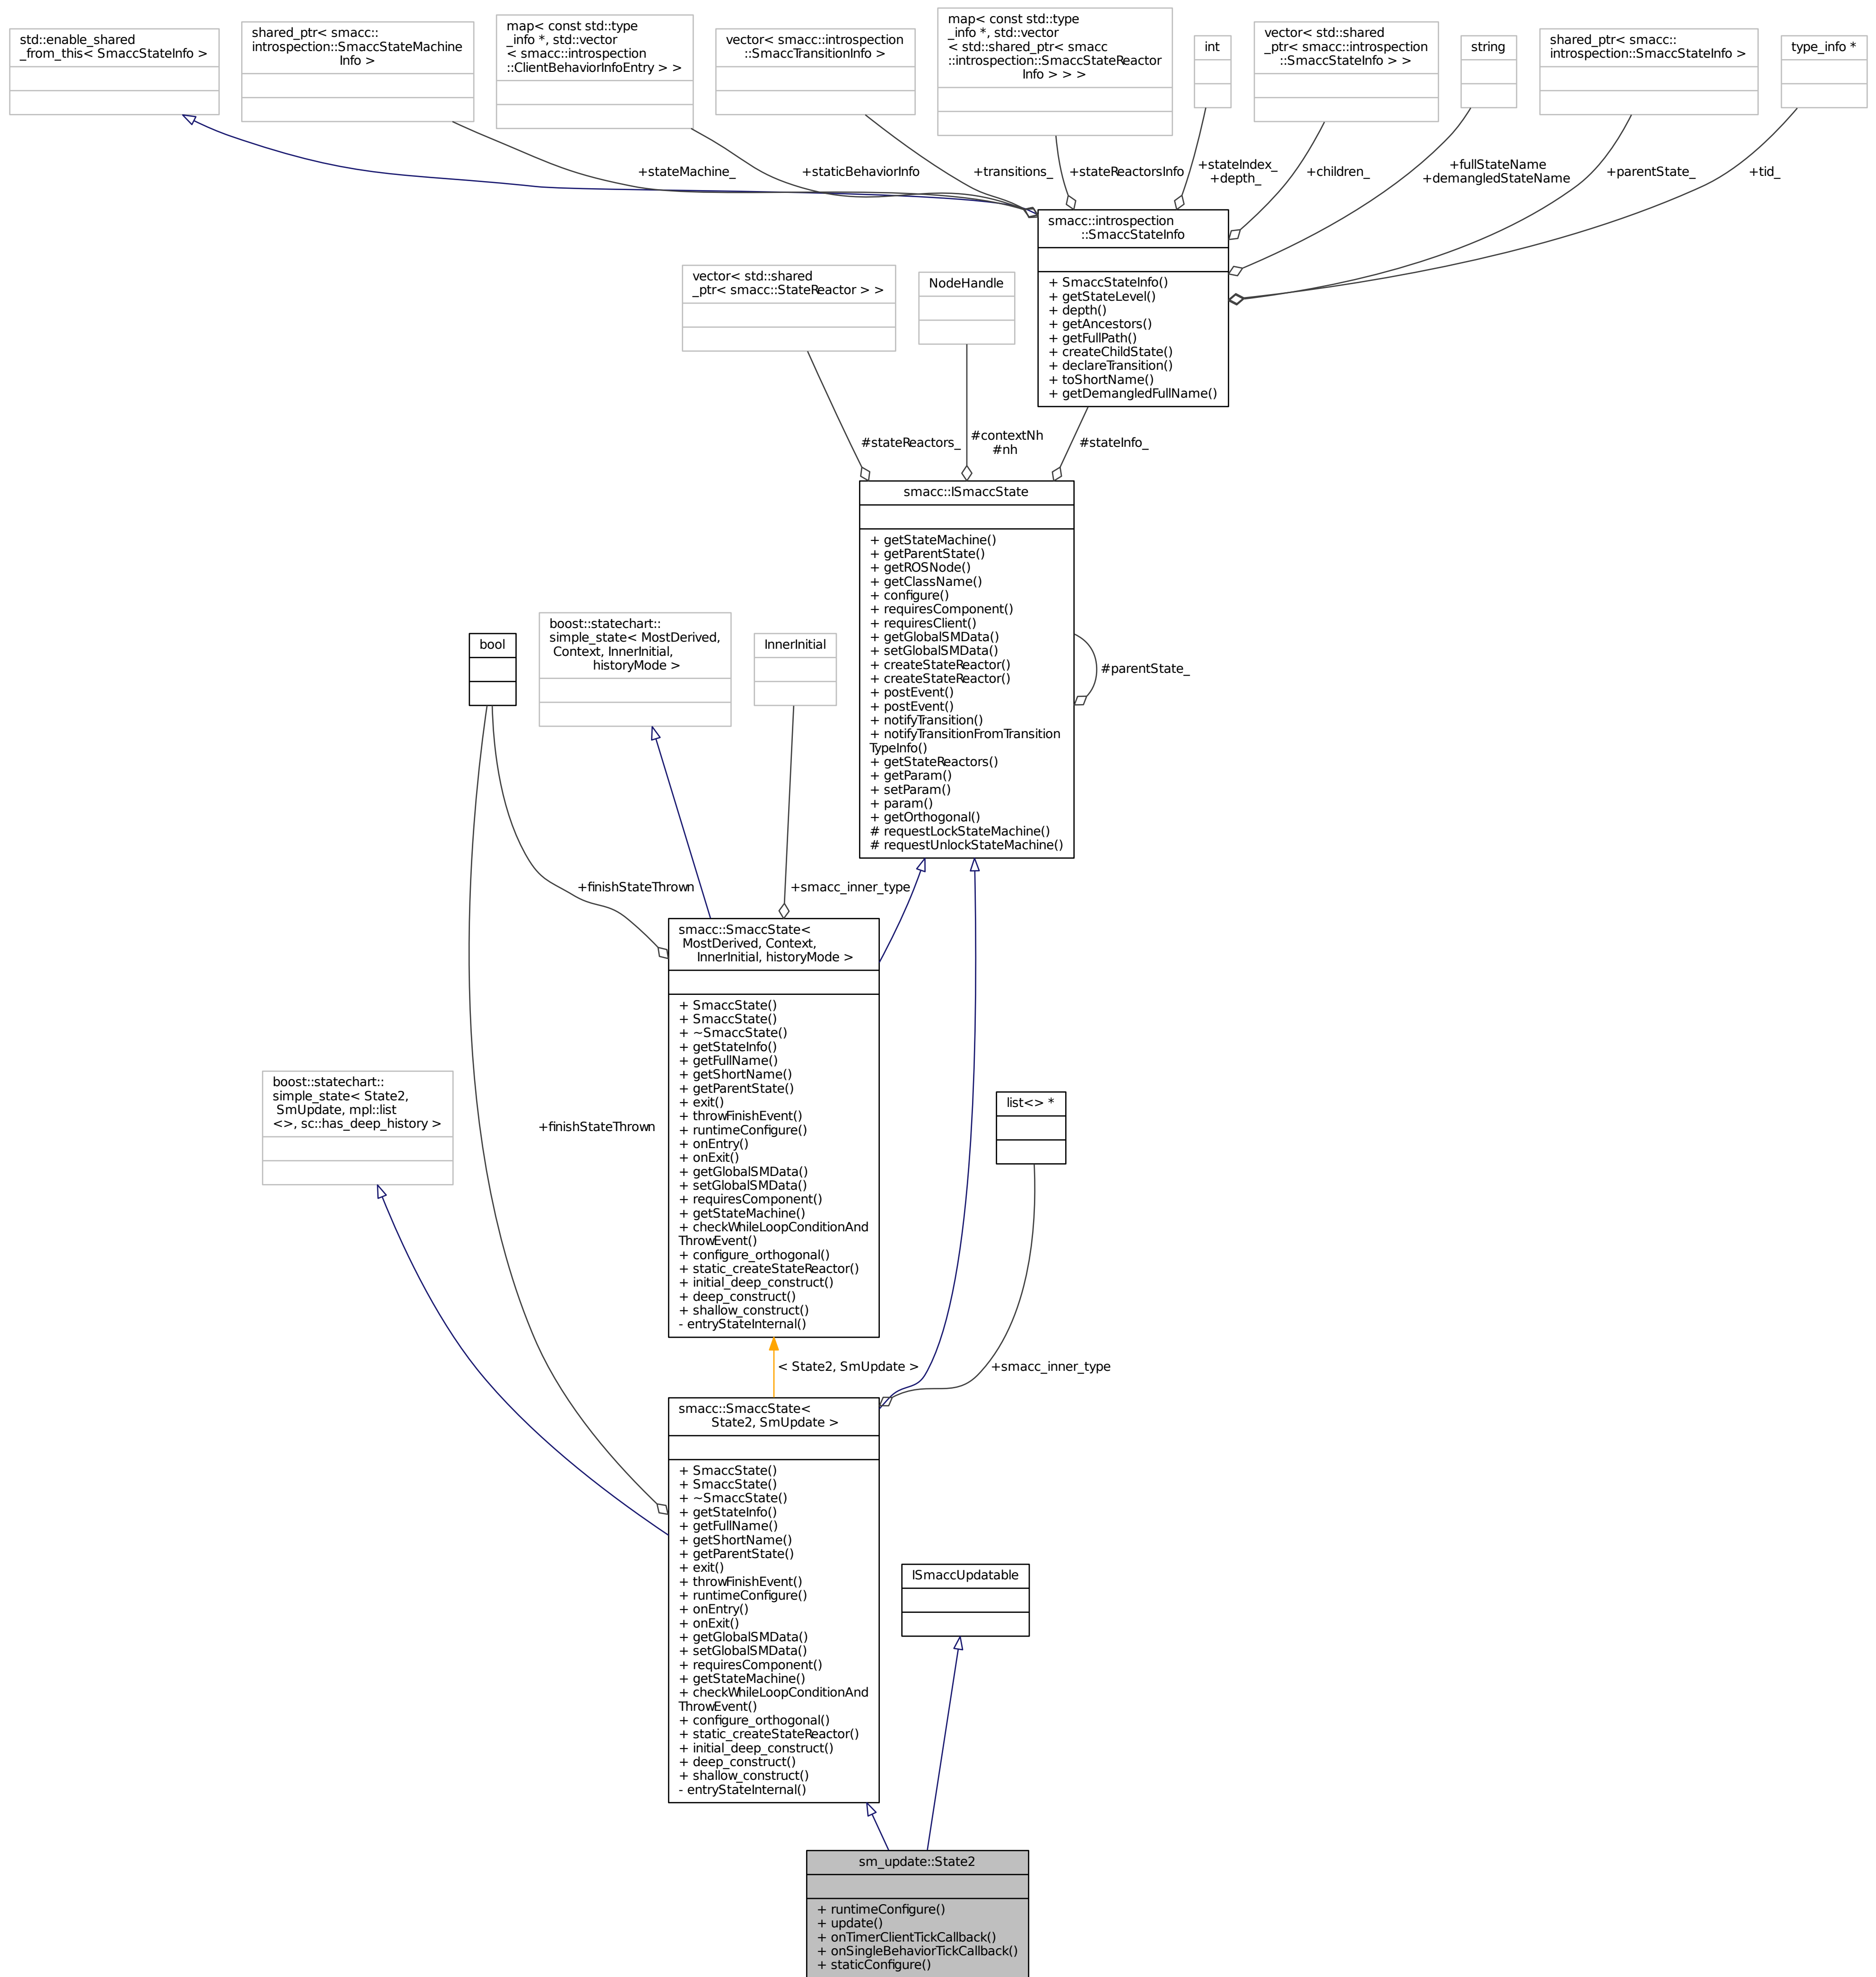 std::enable_shared
_from_this< SmaccStateInfo >
shared_ptr< smacc::
introspection::SmaccStateMachine
Info >
map< const std::type
_info *, std::vector
< smacc::introspection
::ClientBehaviorInfoEntry > >
vector< smacc::introspection
::SmaccTransitionInfo >
map< const std::type
_info *, std::vector
< std::shared_ptr< smacc
::introspection::SmaccStateReactor
Info > > >
int
vector< std::shared
_ptr< smacc::introspection
::SmaccStateInfo > >
string
shared_ptr< smacc::
introspection::SmaccStateInfo >
type_info *
+stateMachine_
+staticBehaviorInfo
+transitions_
+stateReactorsInfo
+stateIndex_
+depth_
+children_
+fullStateName
+demangledStateName
+parentState_
+tid_
smacc::introspection
::SmaccStateInfo
+ SmaccStateInfo()
+ getStateLevel()
+ depth()
+ getAncestors()
+ getFullPath()
+ createChildState()
+ declareTransition()
+ toShortName()
+ getDemangledFullName()
vector< std::shared
_ptr< smacc::StateReactor > >
NodeHandle
#stateReactors_
#contextNh
#nh
#stateInfo_
smacc::ISmaccState
+ getStateMachine()
+ getParentState()
+ getROSNode()
+ getClassName()
+ configure()
+ requiresComponent()
+ requiresClient()
+ getGlobalSMData()
+ setGlobalSMData()
+ createStateReactor()
+ createStateReactor()
+ postEvent()
+ postEvent()
+ notifyTransition()
+ notifyTransitionFromTransition
TypeInfo()
+ getStateReactors()
+ getParam()
+ setParam()
+ param()
+ getOrthogonal()
# requestLockStateMachine()
# requestUnlockStateMachine()
#parentState_
bool
boost::statechart::
simple_state< MostDerived,
Context, InnerInitial,
historyMode >
InnerInitial
+finishStateThrown
+smacc_inner_type
smacc::SmaccState<
MostDerived, Context,
InnerInitial, historyMode >
+ SmaccState()
+ SmaccState()
+ ~SmaccState()
+ getStateInfo()
+ getFullName()
+ getShortName()
+ getParentState()
+ exit()
+ throwFinishEvent()
+ runtimeConfigure()
+ onEntry()
+ onExit()
+ getGlobalSMData()
+ setGlobalSMData()
+ requiresComponent()
+ getStateMachine()
+ checkWhileLoopConditionAnd
ThrowEvent()
+ configure_orthogonal()
+ static_createStateReactor()
+ initial_deep_construct()
+ deep_construct()
+ shallow_construct()
- entryStateInternal()
boost::statechart::
simple_state< State2,
SmUpdate, mpl::list
<>, sc::has_deep_history >
+finishStateThrown
list<> *
< State2, SmUpdate >
+smacc_inner_type
smacc::SmaccState<
State2, SmUpdate >
+ SmaccState()
+ SmaccState()
+ ~SmaccState()
+ getStateInfo()
+ getFullName()
+ getShortName()
+ getParentState()
+ exit()
+ throwFinishEvent()
+ runtimeConfigure()
+ onEntry()
+ onExit()
+ getGlobalSMData()
+ setGlobalSMData()
+ requiresComponent()
+ getStateMachine()
+ checkWhileLoopConditionAnd
ThrowEvent()
+ configure_orthogonal()
+ static_createStateReactor()
+ initial_deep_construct()
+ deep_construct()
+ shallow_construct()
- entryStateInternal()
ISmaccUpdatable
sm_update::State2
+ runtimeConfigure()
+ update()
+ onTimerClientTickCallback()
+ onSingleBehaviorTickCallback()
+ staticConfigure()